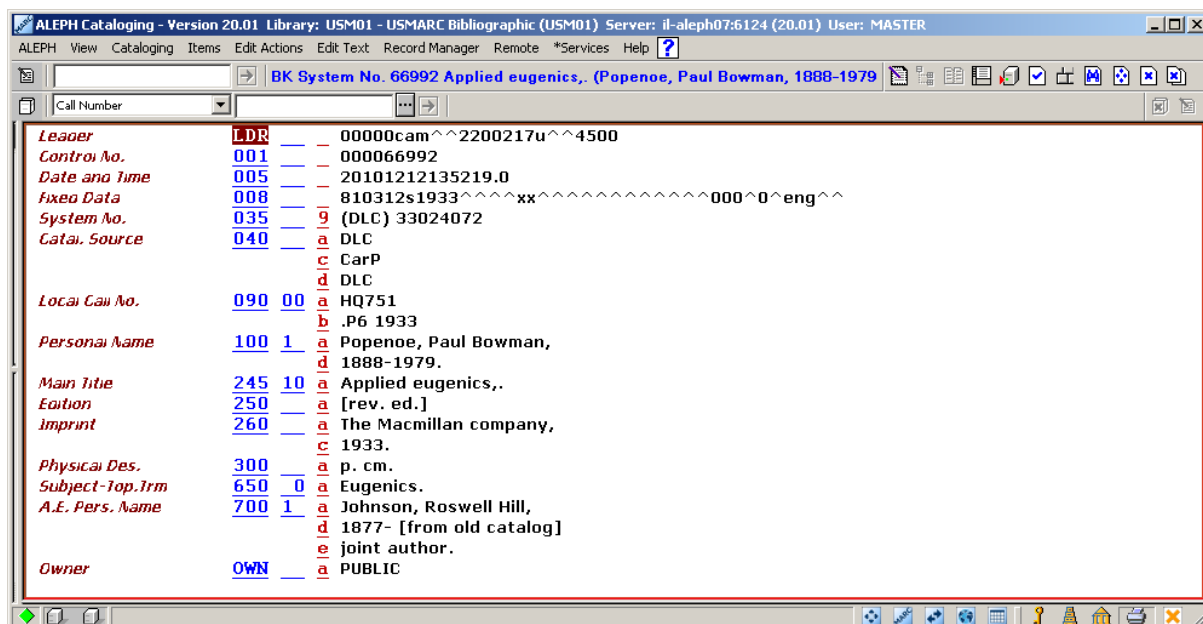 ALEPH Cataloging - Version 20.01 Library: USM01 - USMARC Bibliographic (USM01) Server: il-aleph07:6124 (20.01) User: MASTER
ALEPH View Cataloging Items Edit Actions Edit Text Record Manager Remote *Services Help ?
BK System No. 66992 Applied eugenics,. (Popenoe, Paul Bowman, 1888-1979
Call Number ...
Leader LDR 00000cam^^2200217u^^4500
Control No. 001 000066992
Date and Time 005 20101212135219.0
Fixed Data 008 810312s1933^^^^xx^^^^^^^^^^^^^000^0^eng^^
System No. 035 9 (DLC) 33024072
Catal. Source 040 a DLC
c CarP
d DLC
Local Call No. 090 00 a HQ751
b .P6 1933
Personal Name 100 1 a Popenoe, Paul Bowman,
d 1888-1979.
Main Title 245 10 a Applied eugenics,.
Edition 250 a [rev. ed.]
Imprint 260 a The Macmillan company,
c 1933.
Physical Des. 300 a p. cm.
Subject-Top.Trm 650 0 a Eugenics.
A.E. Pers. Name 700 1 a Johnson, Roswell Hill,
d 1877- [from old catalog]
e joint author.
Owner OWN a PUBLIC